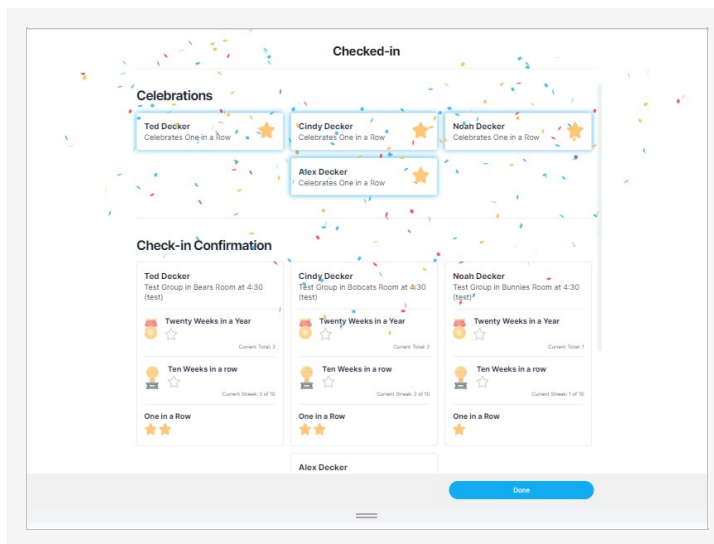 Checked-in
Celebrations
Ted Decker
Celebrates One in a Row
Cindy Decker
Celebrates One in a Row
Noah Decker
Celebrates One in a Row
Alex Decker
Celebrates One in a Row
Check-in Confirmation
Ted Decker
Test Group in Bears Room at 4:30
(test)
Twenty Weeks in a Year
Current Total: 2
Ten Weeks in a row
Current Streak: 2 of 10
One in a Row
Cindy Decker
Test Group in Bobcats Room at 4:30
(test)
Twenty Weeks in a Year
Current Total: 2
Ten Weeks in a row
Current Streak: 2 of 10
One in a Row
Noah Decker
Test Group in Bunnies Room at 4:30
(test)
Twenty Weeks in a Year
Current Total: 1
Ten Weeks in a row
Current Streak: 1 of 10
One in a Row
Alex Decker
Done